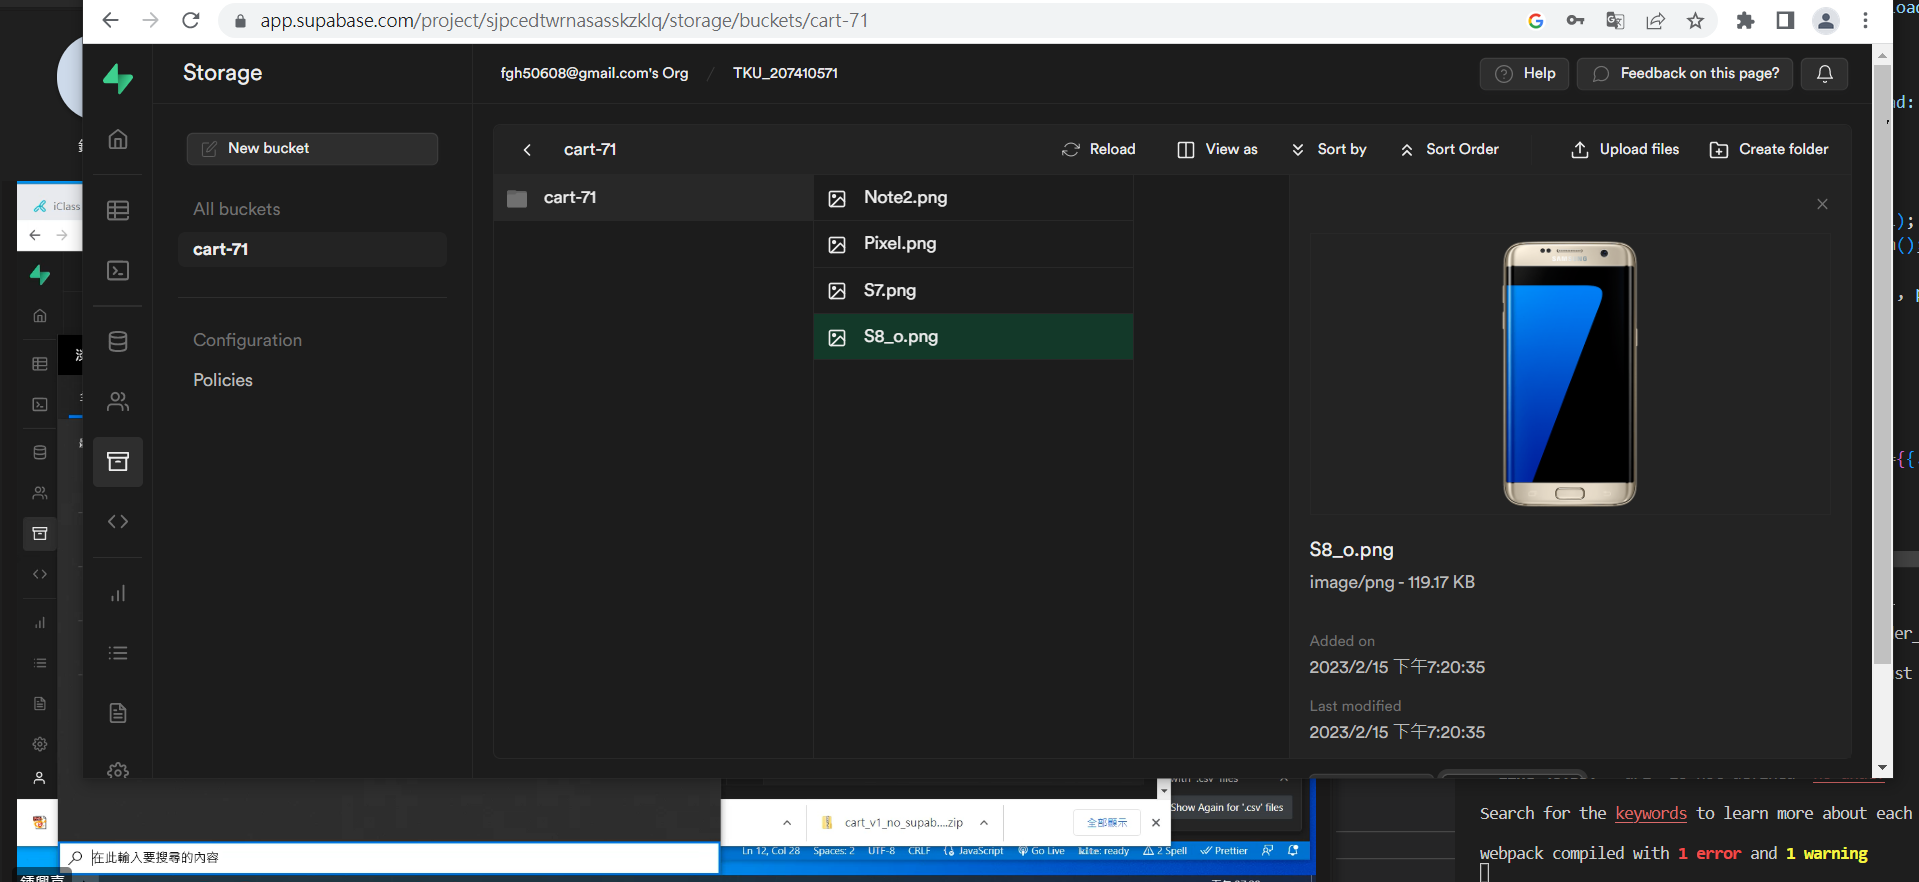 app.supabase.com/project/sjpcedtwrnasasskzklq/storage/buckets/cart-71
Storage
fgh50608@gmail.com's Org / TKU_207410571
Help
Feedback on this page?
New bucket
cart-71
Reload
View as
Sort by
Sort Order
Upload files
Create folder
All buckets
cart-71
Configuration
Policies
cart-71
Note2.png
Pixel.png
S7.png
S8_o.png
SAMSUNG
S8_o.png
image/png - 119.17 KB
Added on
2023/2/15 下午7:20:35
Last modified
2023/2/15 下午7:20:35
iClass
Show Again for '.csv' files
cart_v1_no_supab....zip
全部顯示
在此輸入要搜尋的內容
Ln 12, Col 28 Spaces: 2 UTF-8 CRLF JavaScript Go Live kite: ready 2 Spell Prettier
Search for the keywords to learn more about each
webpack compiled with 1 error and 1 warning